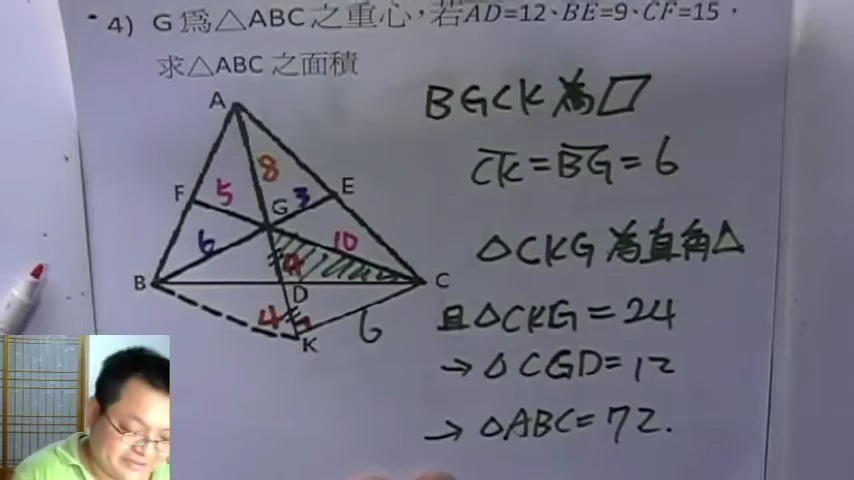 4) G 為△ABC之重心，若AD=12、BE=9、CF=15，
求△ABC之面積
BGCK為▱
CK=BG=6
△CKG為直角△
且△CKG=24
→△CGD=12
→△ABC=72.
A
8
F
5
G
3
E
6
10
4
B
D
C
4
K
6